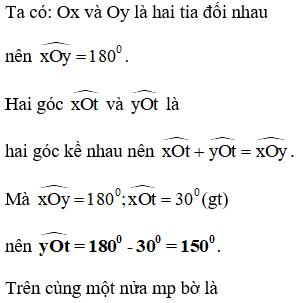 Ta có: Ox và Oy là hai tia đối nhau
nên $\widehat{xOy} = 180^0$.
Hai góc $\widehat{xOt}$ và $\widehat{yOt}$ là
hai góc kề nhau nên $\widehat{xOt} + \widehat{yOt} = \widehat{xOy}$.
Mà $\widehat{xOy} = 180^0; \widehat{xOt} = 30^0$ (gt)
nên $\widehat{yOt} = 180^0 - 30^0 = 150^0$.
Trên cùng một nửa mp bờ là